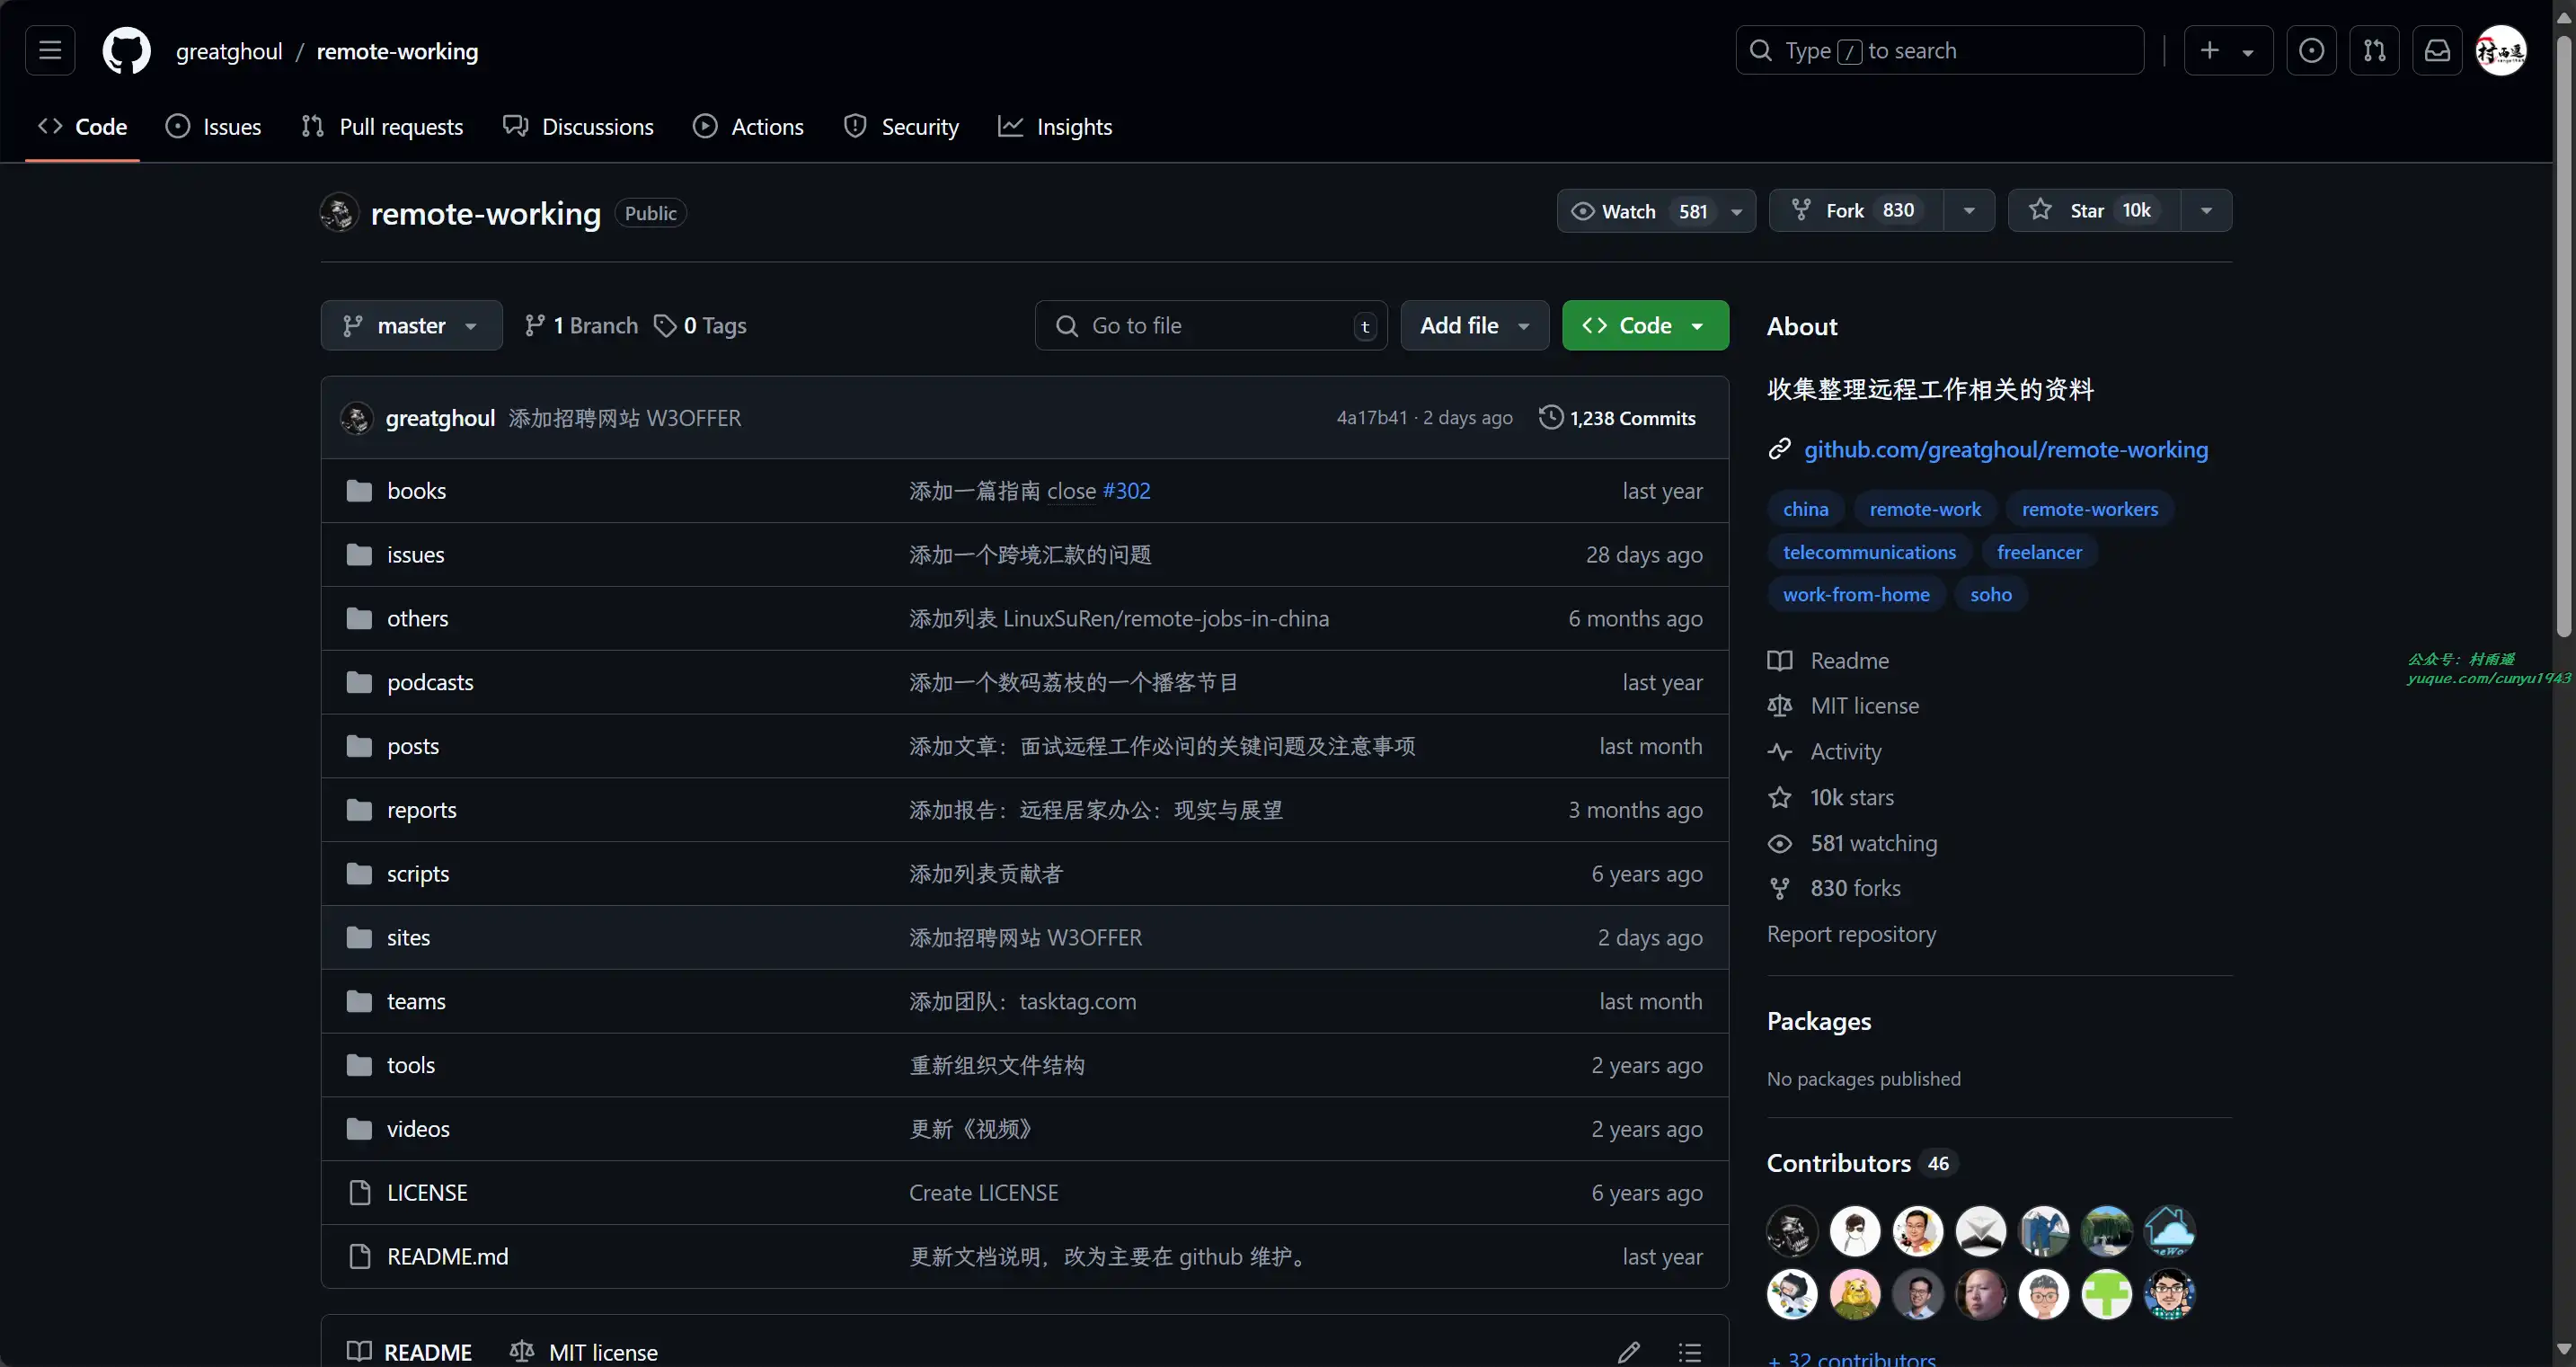 greatghoul / remote-working
Type / to search
Code Issues Pull requests Discussions Actions Security Insights
remote-working Public
Watch 581 Fork 830 Star 10k
master 1 Branch 0 Tags
Go to file t Add file Code
greatghoul 添加招聘网站 W3OFFER 4a17b41 · 2 days ago 1,238 Commits
books 添加一篇指南 close #302 last year
issues 添加一个跨境汇款的问题 28 days ago
others 添加列表 LinuxSuRen/remote-jobs-in-china 6 months ago
podcasts 添加一个数码荔枝的一个播客节目 last year
posts 添加文章：面试远程工作必问的关键问题及注意事项 last month
reports 添加报告：远程居家办公：现实与展望 3 months ago
scripts 添加列表贡献者 6 years ago
sites 添加招聘网站 W3OFFER 2 days ago
teams 添加团队：tasktag.com last month
tools 重新组织文件结构 2 years ago
videos 更新《视频》 2 years ago
LICENSE Create LICENSE 6 years ago
README.md 更新文档说明，改为主要在 github 维护。 last year
README MIT license
About
收集整理远程工作相关的资料
github.com/greatghoul/remote-working
china remote-work remote-workers
telecommunications freelancer
work-from-home soho
Readme
MIT license
Activity
10k stars
581 watching
830 forks
Report repository
Packages
No packages published
Contributors 46
+ 32 contributors
公众号：村雨遥
yuque.com/cunyu1943